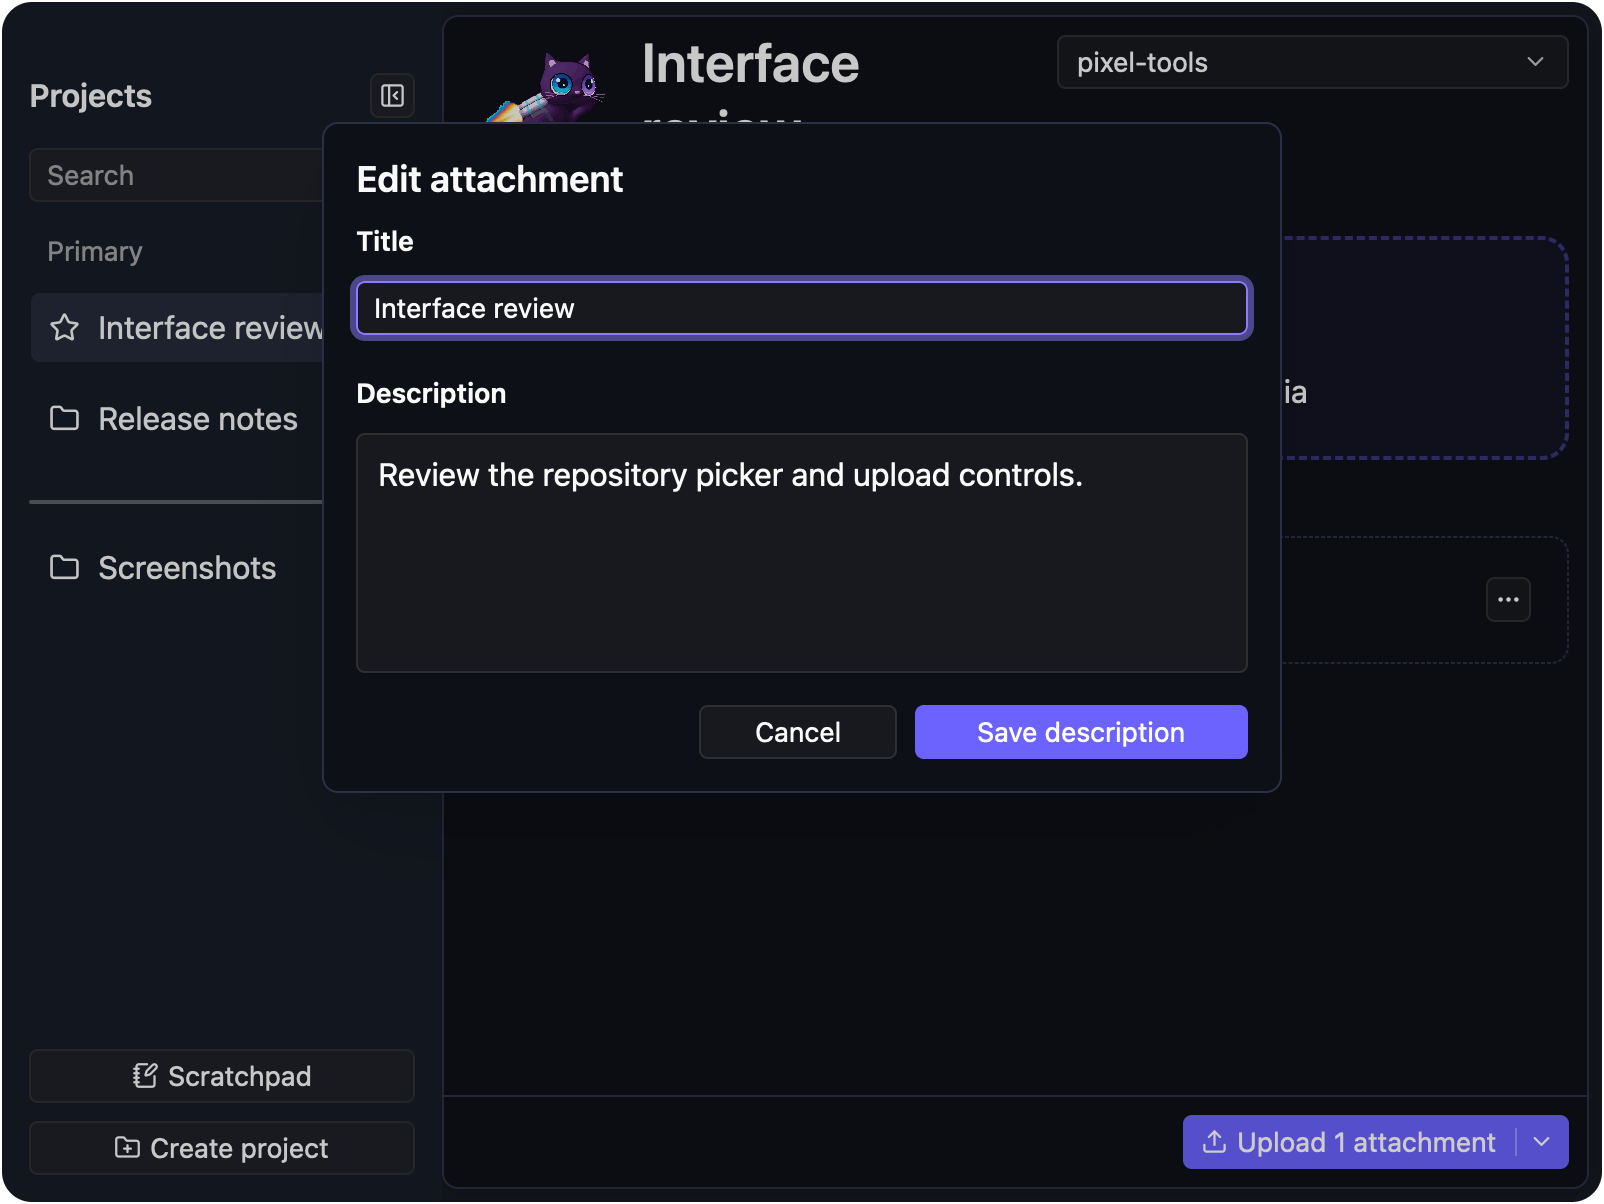 Projects
Search
Primary
Interface review
Release notes
Screenshots
Scratchpad
Create project
Interface
review
pixel-tools
Edit attachment
Title
Interface review
Description
Review the repository picker and upload controls.
Cancel
Save description
ia
Upload 1 attachment